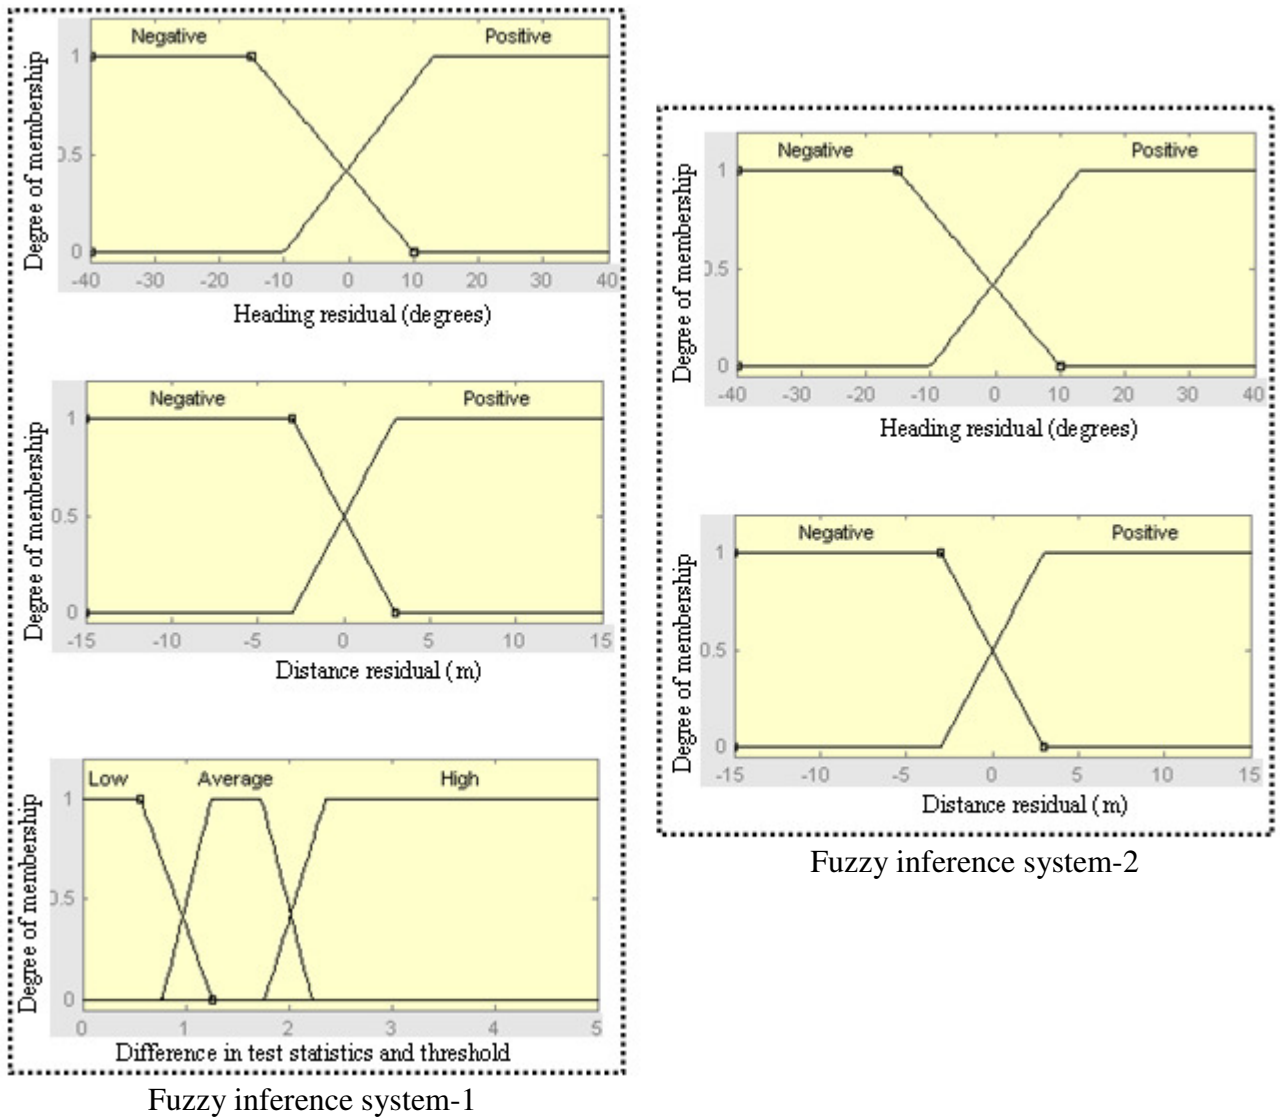 Negative Positive
Degree of membership
1
0.5
0
-40 -30 -20 -10 0 10 20 30 40
Heading residual (degrees)
Negative Positive
Degree of membership
1
0.5
0
-15 -10 -5 0 5 10 15
Distance residual (m)
Low Average High
Degree of membership
1
0.5
0
0 1 2 3 4 5
Difference in test statistics and threshold
Fuzzy inference system-1
Negative Positive
Degree of membership
1
0.5
0
-40 -30 -20 -10 0 10 20 30 40
Heading residual (degrees)
Negative Positive
Degree of membership
1
0.5
0
-15 -10 -5 0 5 10 15
Distance residual (m)
Fuzzy inference system-2